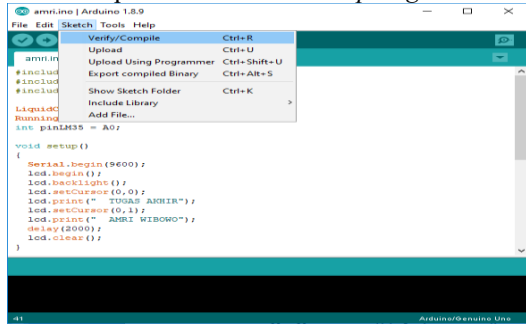 amri.ino | Arduino 1.8.9
File Edit Sketch Tools Help
Verify/Compile Ctrl+R
Upload Ctrl+U
Upload Using Programmer Ctrl+Shift+U
Export compiled Binary Ctrl+Alt+S
Show Sketch Folder Ctrl+K
Include Library
Add File...
amri.in
#includ
#includ
#includ
LiquidC
Running
int pinLM35 = A0;
void setup()
{
Serial.begin(9600);
lcd.begin();
lcd.backlight();
lcd.setCursor(0,0);
lcd.print("  TUGAS AKHIR");
lcd.setCursor(0,1);
lcd.print("  AMRI WIBOWO");
delay(2000);
lcd.clear();
}
41 Arduino/Genuino Uno